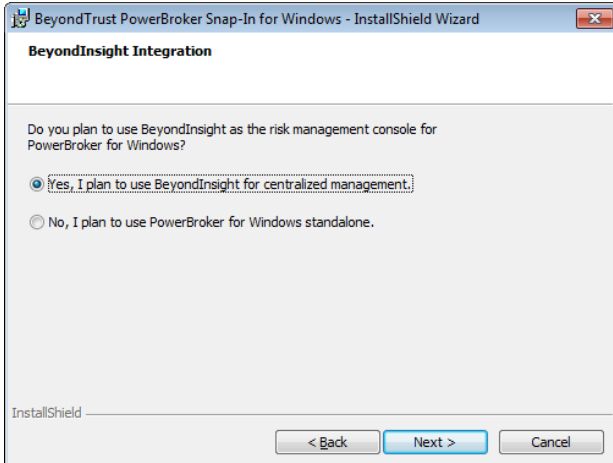 BeyondTrust PowerBroker Snap-In for Windows - InstallShield Wizard
BeyondInsight Integration
Do you plan to use BeyondInsight as the risk management console for
PowerBroker for Windows?
Yes, I plan to use BeyondInsight for centralized management.
No, I plan to use PowerBroker for Windows standalone.
InstallShield
< Back Next > Cancel